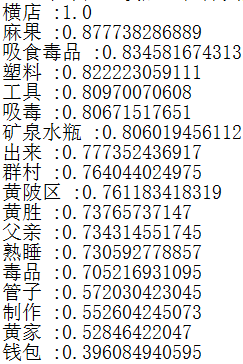 横店 :1.0
麻果 :0.877738286889
吸食毒品 :0.834581674313
塑料 :0.822223059111
工具 :0.80970070608
吸毒 :0.80671517651
矿泉水瓶 :0.806019456112
出来 :0.777352436917
群村 :0.764044024975
黄陂区 :0.761183418319
黄胜 :0.73765737147
父亲 :0.734314551745
熟睡 :0.730592778857
毒品 :0.705216931095
管子 :0.572030423045
制作 :0.552604245073
黄家 :0.52846422047
钱包 :0.396084940595